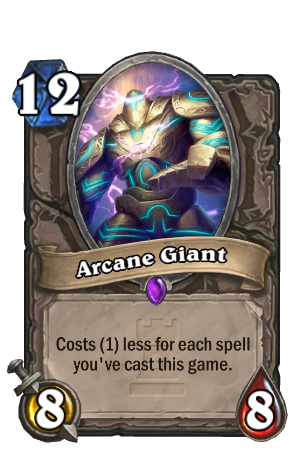 12
Arcane Giant
Costs (1) less for each spell
you've cast this game.
8 8